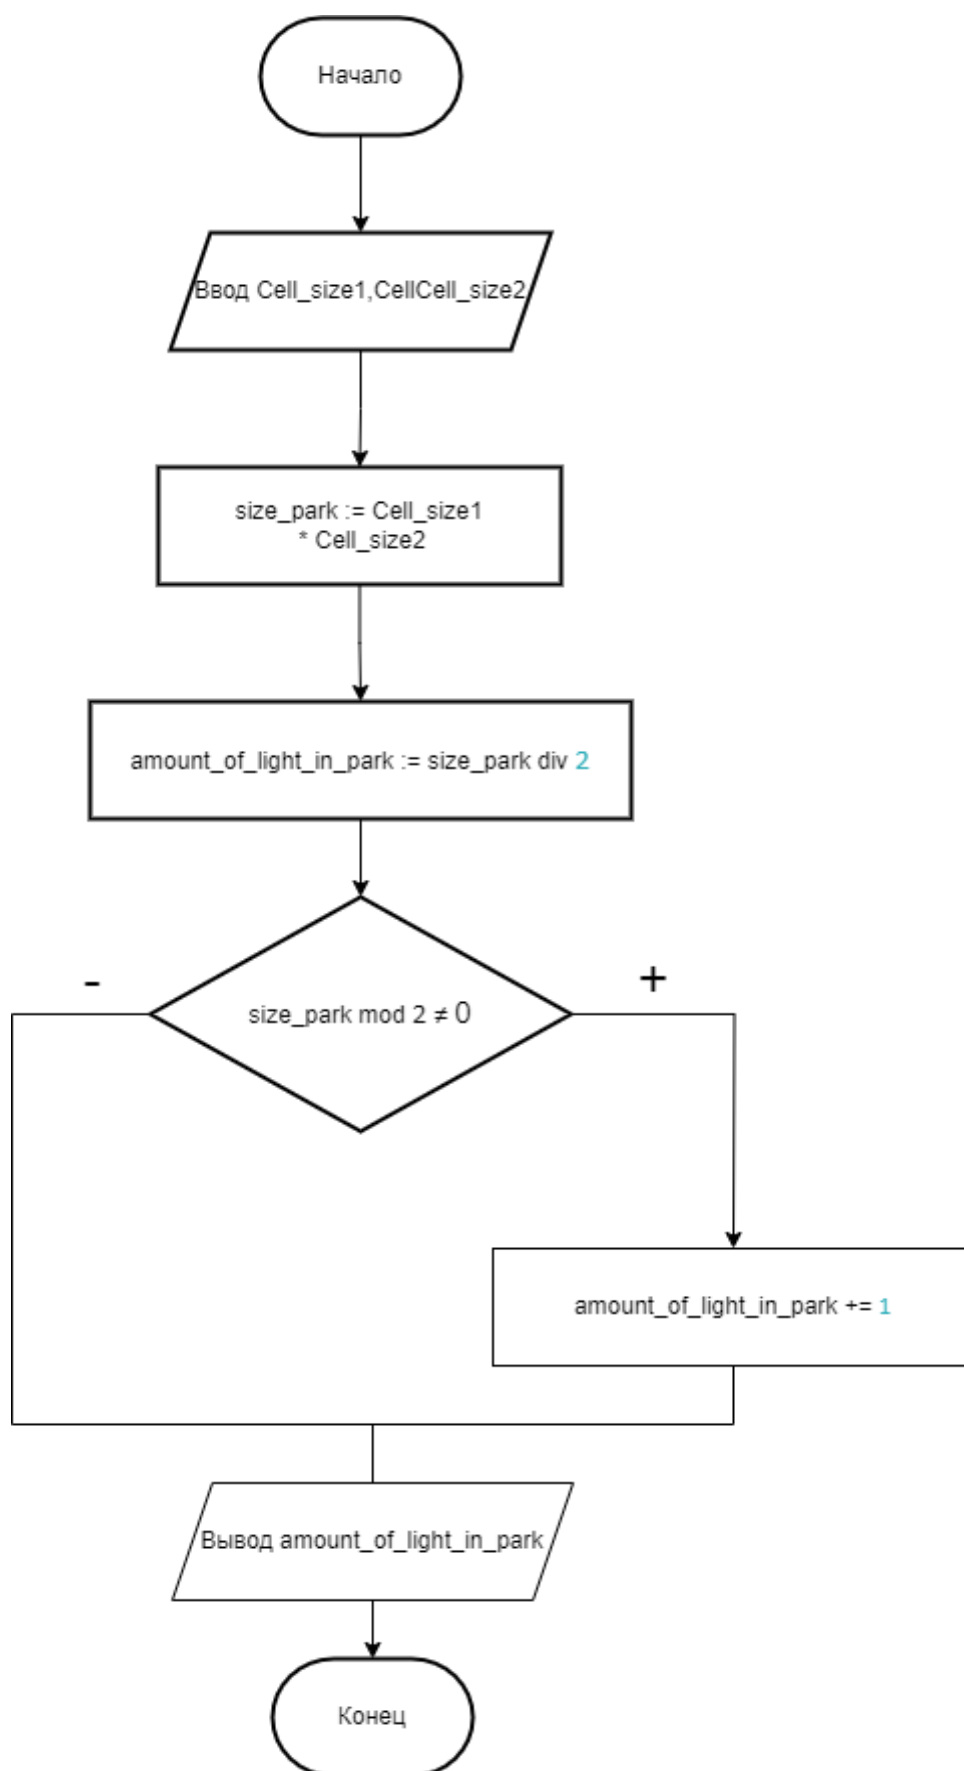 Начало
Ввод Cell_size1,CellCell_size2
size_park := Cell_size1
* Cell_size2
amount_of_light_in_park := size_park div 2
-
+
size_park mod 2 ≠ 0
amount_of_light_in_park += 1
Вывод amount_of_light_in_park
Конец